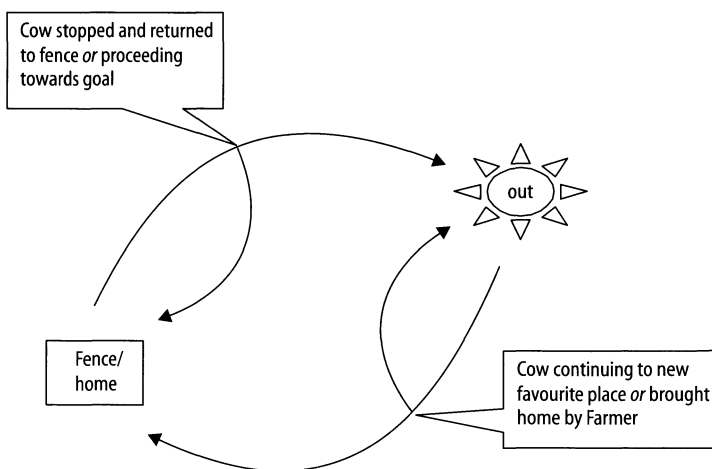 Cow stopped and returned
to fence or proceeding
towards goal
out
Fence/
home
Cow continuing to new
favourite place or brought
home by Farmer